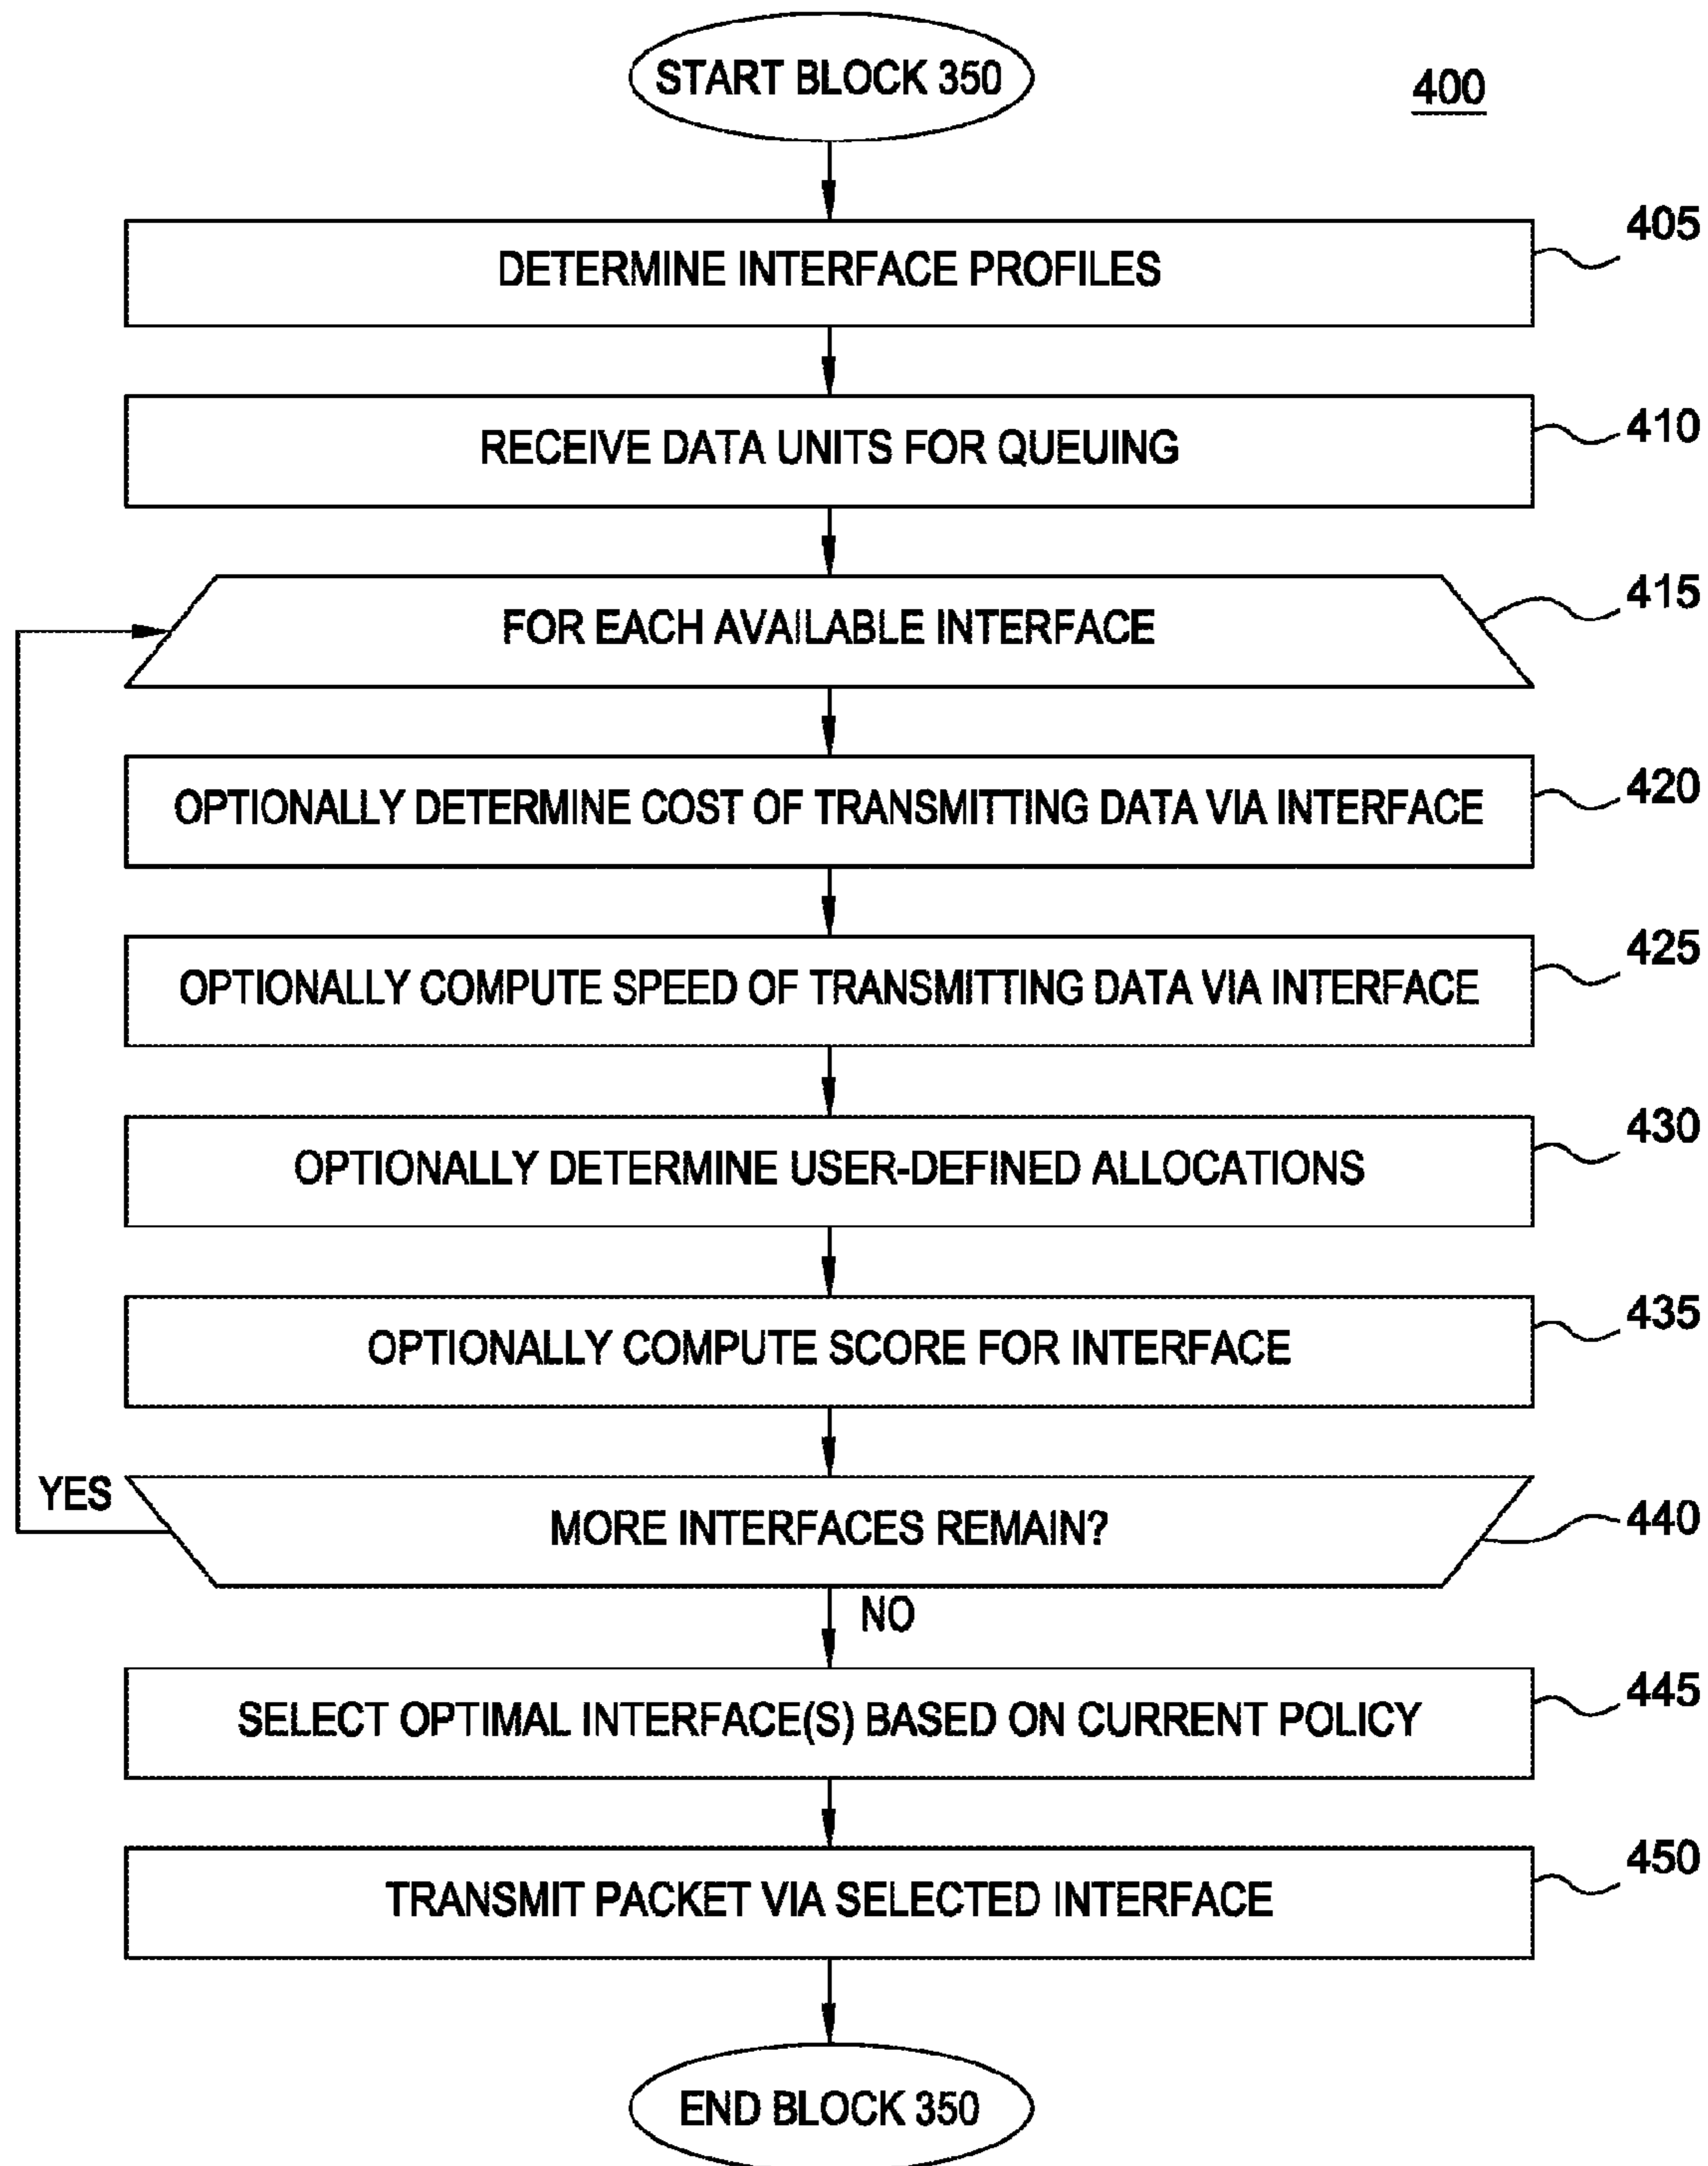 START BLOCK 350
400
DETERMINE INTERFACE PROFILES
405
RECEIVE DATA UNITS FOR QUEUING
410
FOR EACH AVAILABLE INTERFACE
415
OPTIONALLY DETERMINE COST OF TRANSMITTING DATA VIA INTERFACE
420
OPTIONALLY COMPUTE SPEED OF TRANSMITTING DATA VIA INTERFACE
425
OPTIONALLY DETERMINE USER-DEFINED ALLOCATIONS
430
OPTIONALLY COMPUTE SCORE FOR INTERFACE
435
YES
MORE INTERFACES REMAIN?
440
NO
SELECT OPTIMAL INTERFACE(S) BASED ON CURRENT POLICY
445
TRANSMIT PACKET VIA SELECTED INTERFACE
450
END BLOCK 350